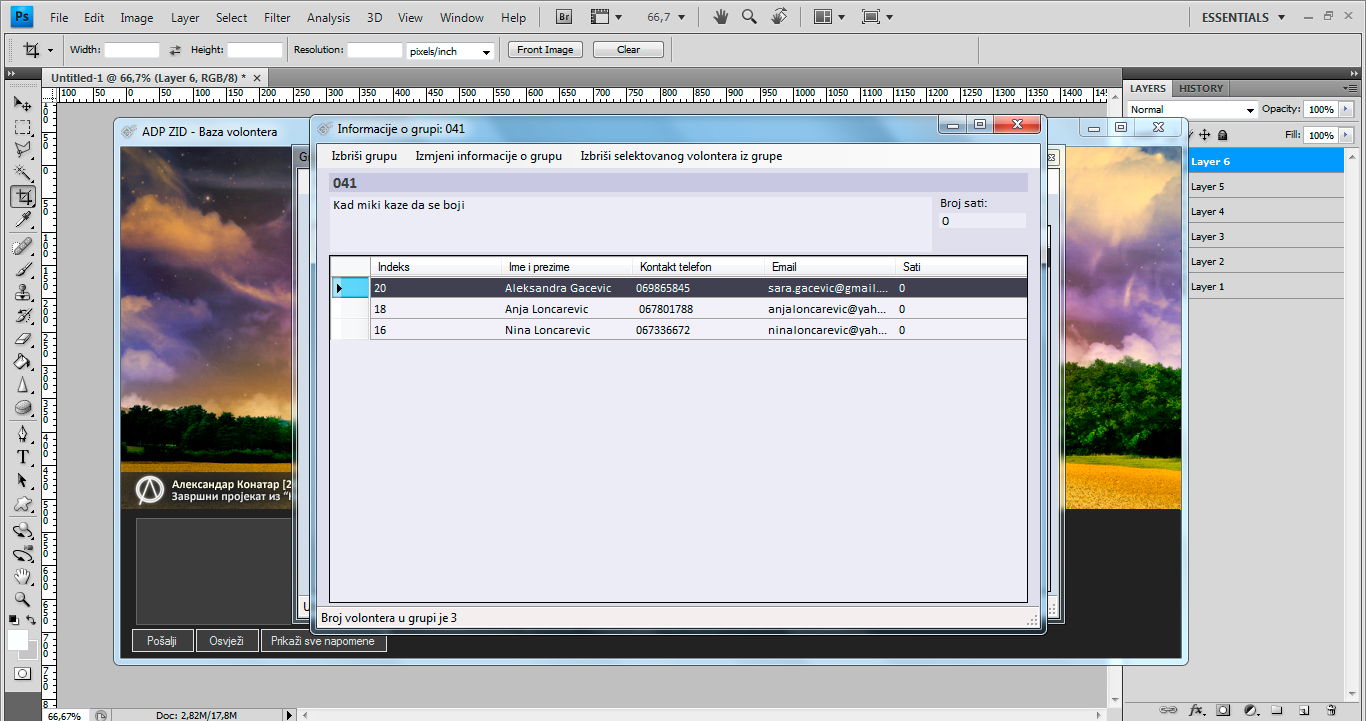 Ps File Edit Image Layer Select Filter Analysis 3D View Window Help Br 66,7 ESSENTIALS
Width: Height: Resolution: pixels/inch Front Image Clear
Untitled-1 @ 66,7% (Layer 6, RGB/8) *
100 50 0 50 100 150 200 250 300 350 400 450 500 550 600 650 700 750 800 850 900 950 1000 1050 1100 1150 1200 1250 1300 1350 1400
LAYERS HISTORY
Normal Opacity: 100%
Fill: 100%
Layer 6
Layer 5
Layer 4
Layer 3
Layer 2
Layer 1
ADP ZID - Baza volontera
Informacije o grupi: 041
Izbriši grupu Izmjeni informacije o grupu Izbriši selektovanog volontera iz grupe
041
Kad miki kaze da se boji
Broj sati:
0
Indeks Ime i prezime Kontakt telefon Email Sati
20 Aleksandra Gacevic 069865845 sara.gacevic@gmail.... 0
18 Anja Loncarevic 067801788 anjaloncarevic@yah... 0
16 Nina Loncarevic 067336672 ninaloncarevic@yah... 0
Александар Конатар [2
Завршни пројекат из
Broj volontera u grupi je 3
Pošalji Osvježi Prikaži sve napomene
66,67% Doc: 2,82M/17,8M